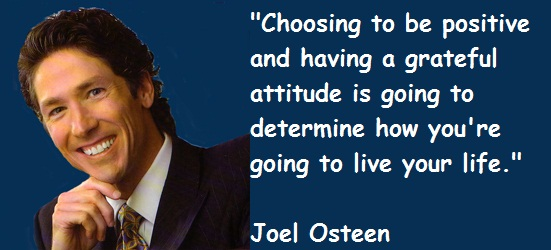 "Choosing to be positive
and having a grateful
attitude is going to
determine how you're
going to live your life."
Joel Osteen